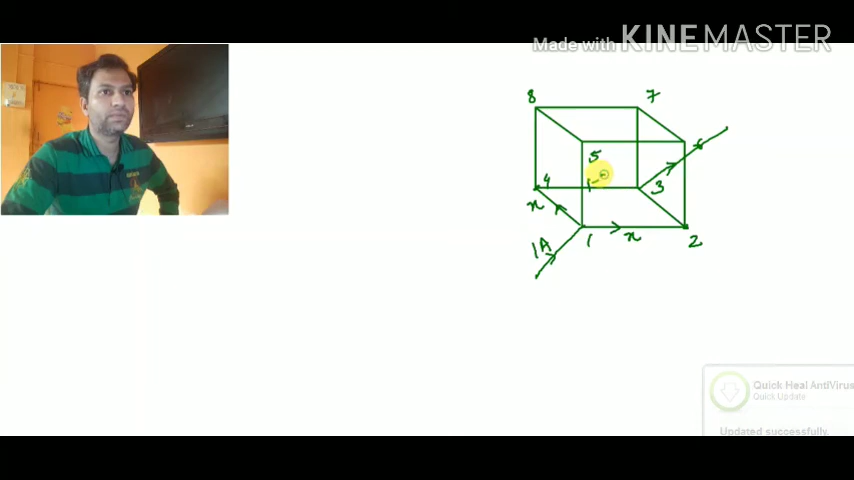 Made with KINEMASTER
8
7
5
6
1-
4
3
x
1
x
2
1A
Quick Heal AntiVirus
Quick Update
Updated successfully.